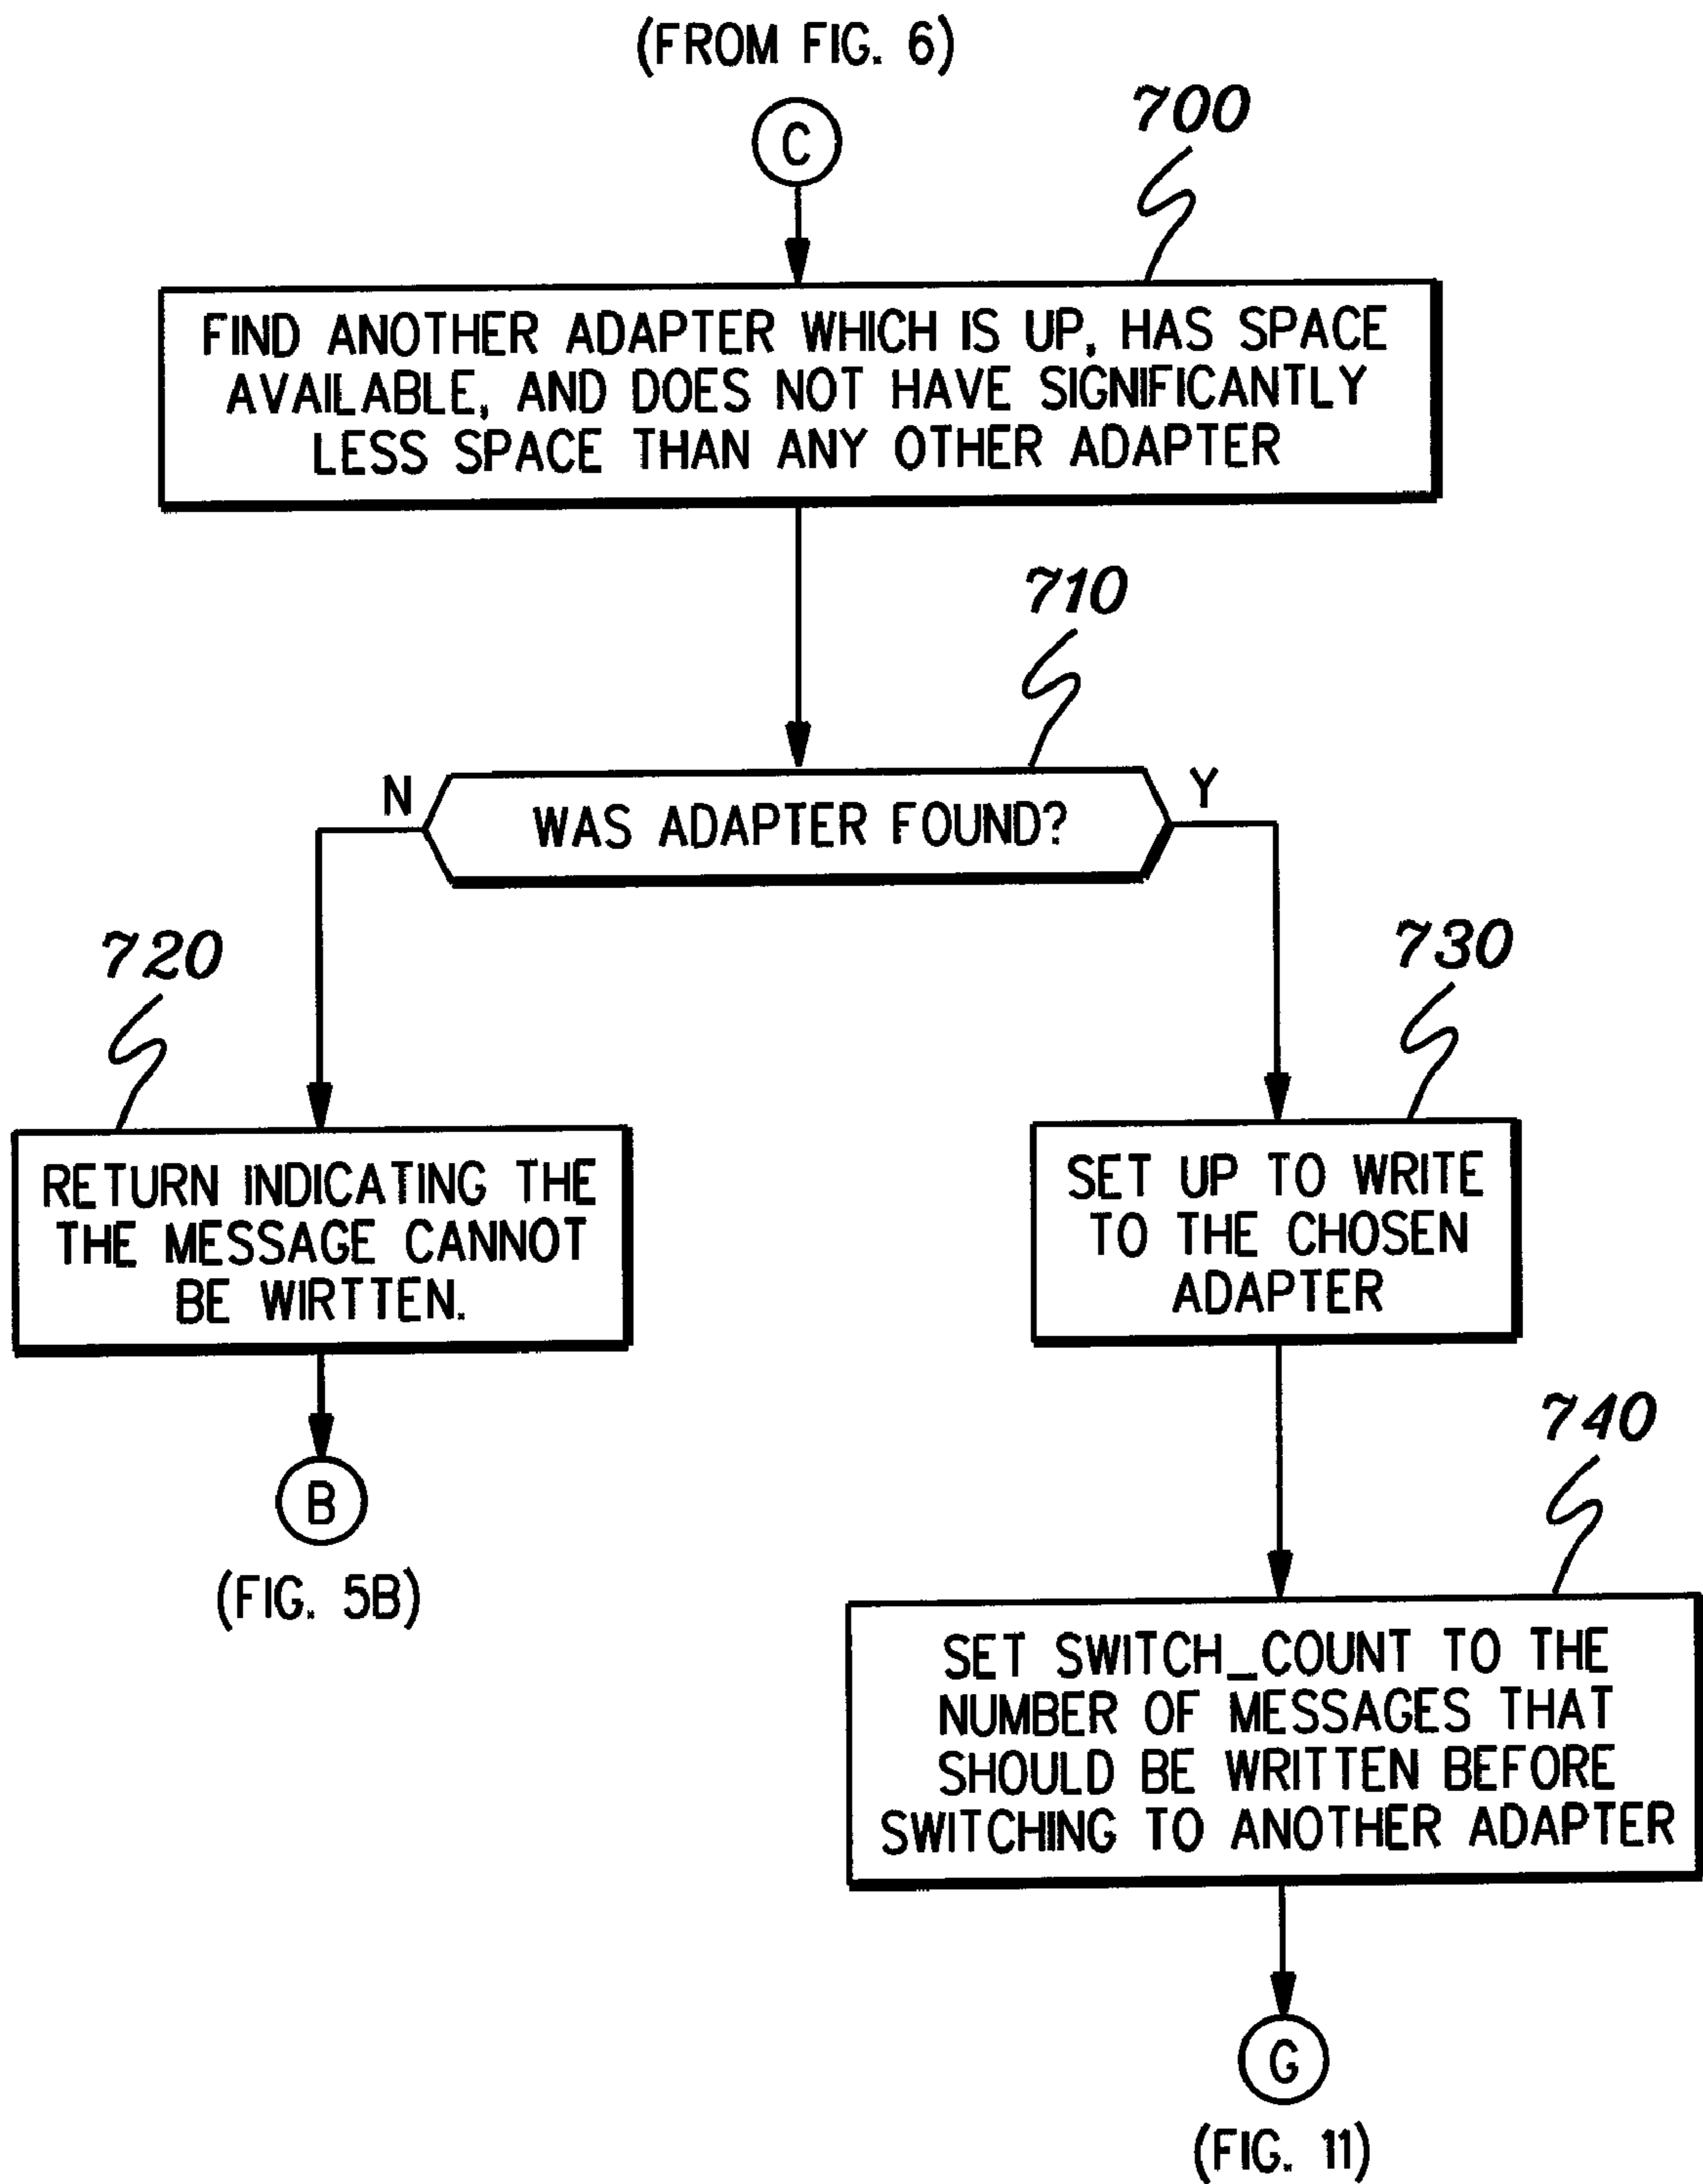 (FROM FIG. 6)
C
700
FIND ANOTHER ADAPTER WHICH IS UP, HAS SPACE
AVAILABLE, AND DOES NOT HAVE SIGNIFICANTLY
LESS SPACE THAN ANY OTHER ADAPTER
710
N
WAS ADAPTER FOUND?
Y
720
RETURN INDICATING THE
THE MESSAGE CANNOT
BE WIRTTEN.
B
(FIG. 5B)
730
SET UP TO WRITE
TO THE CHOSEN
ADAPTER
740
SET SWITCH_COUNT TO THE
NUMBER OF MESSAGES THAT
SHOULD BE WRITTEN BEFORE
SWITCHING TO ANOTHER ADAPTER
G
(FIG. 11)